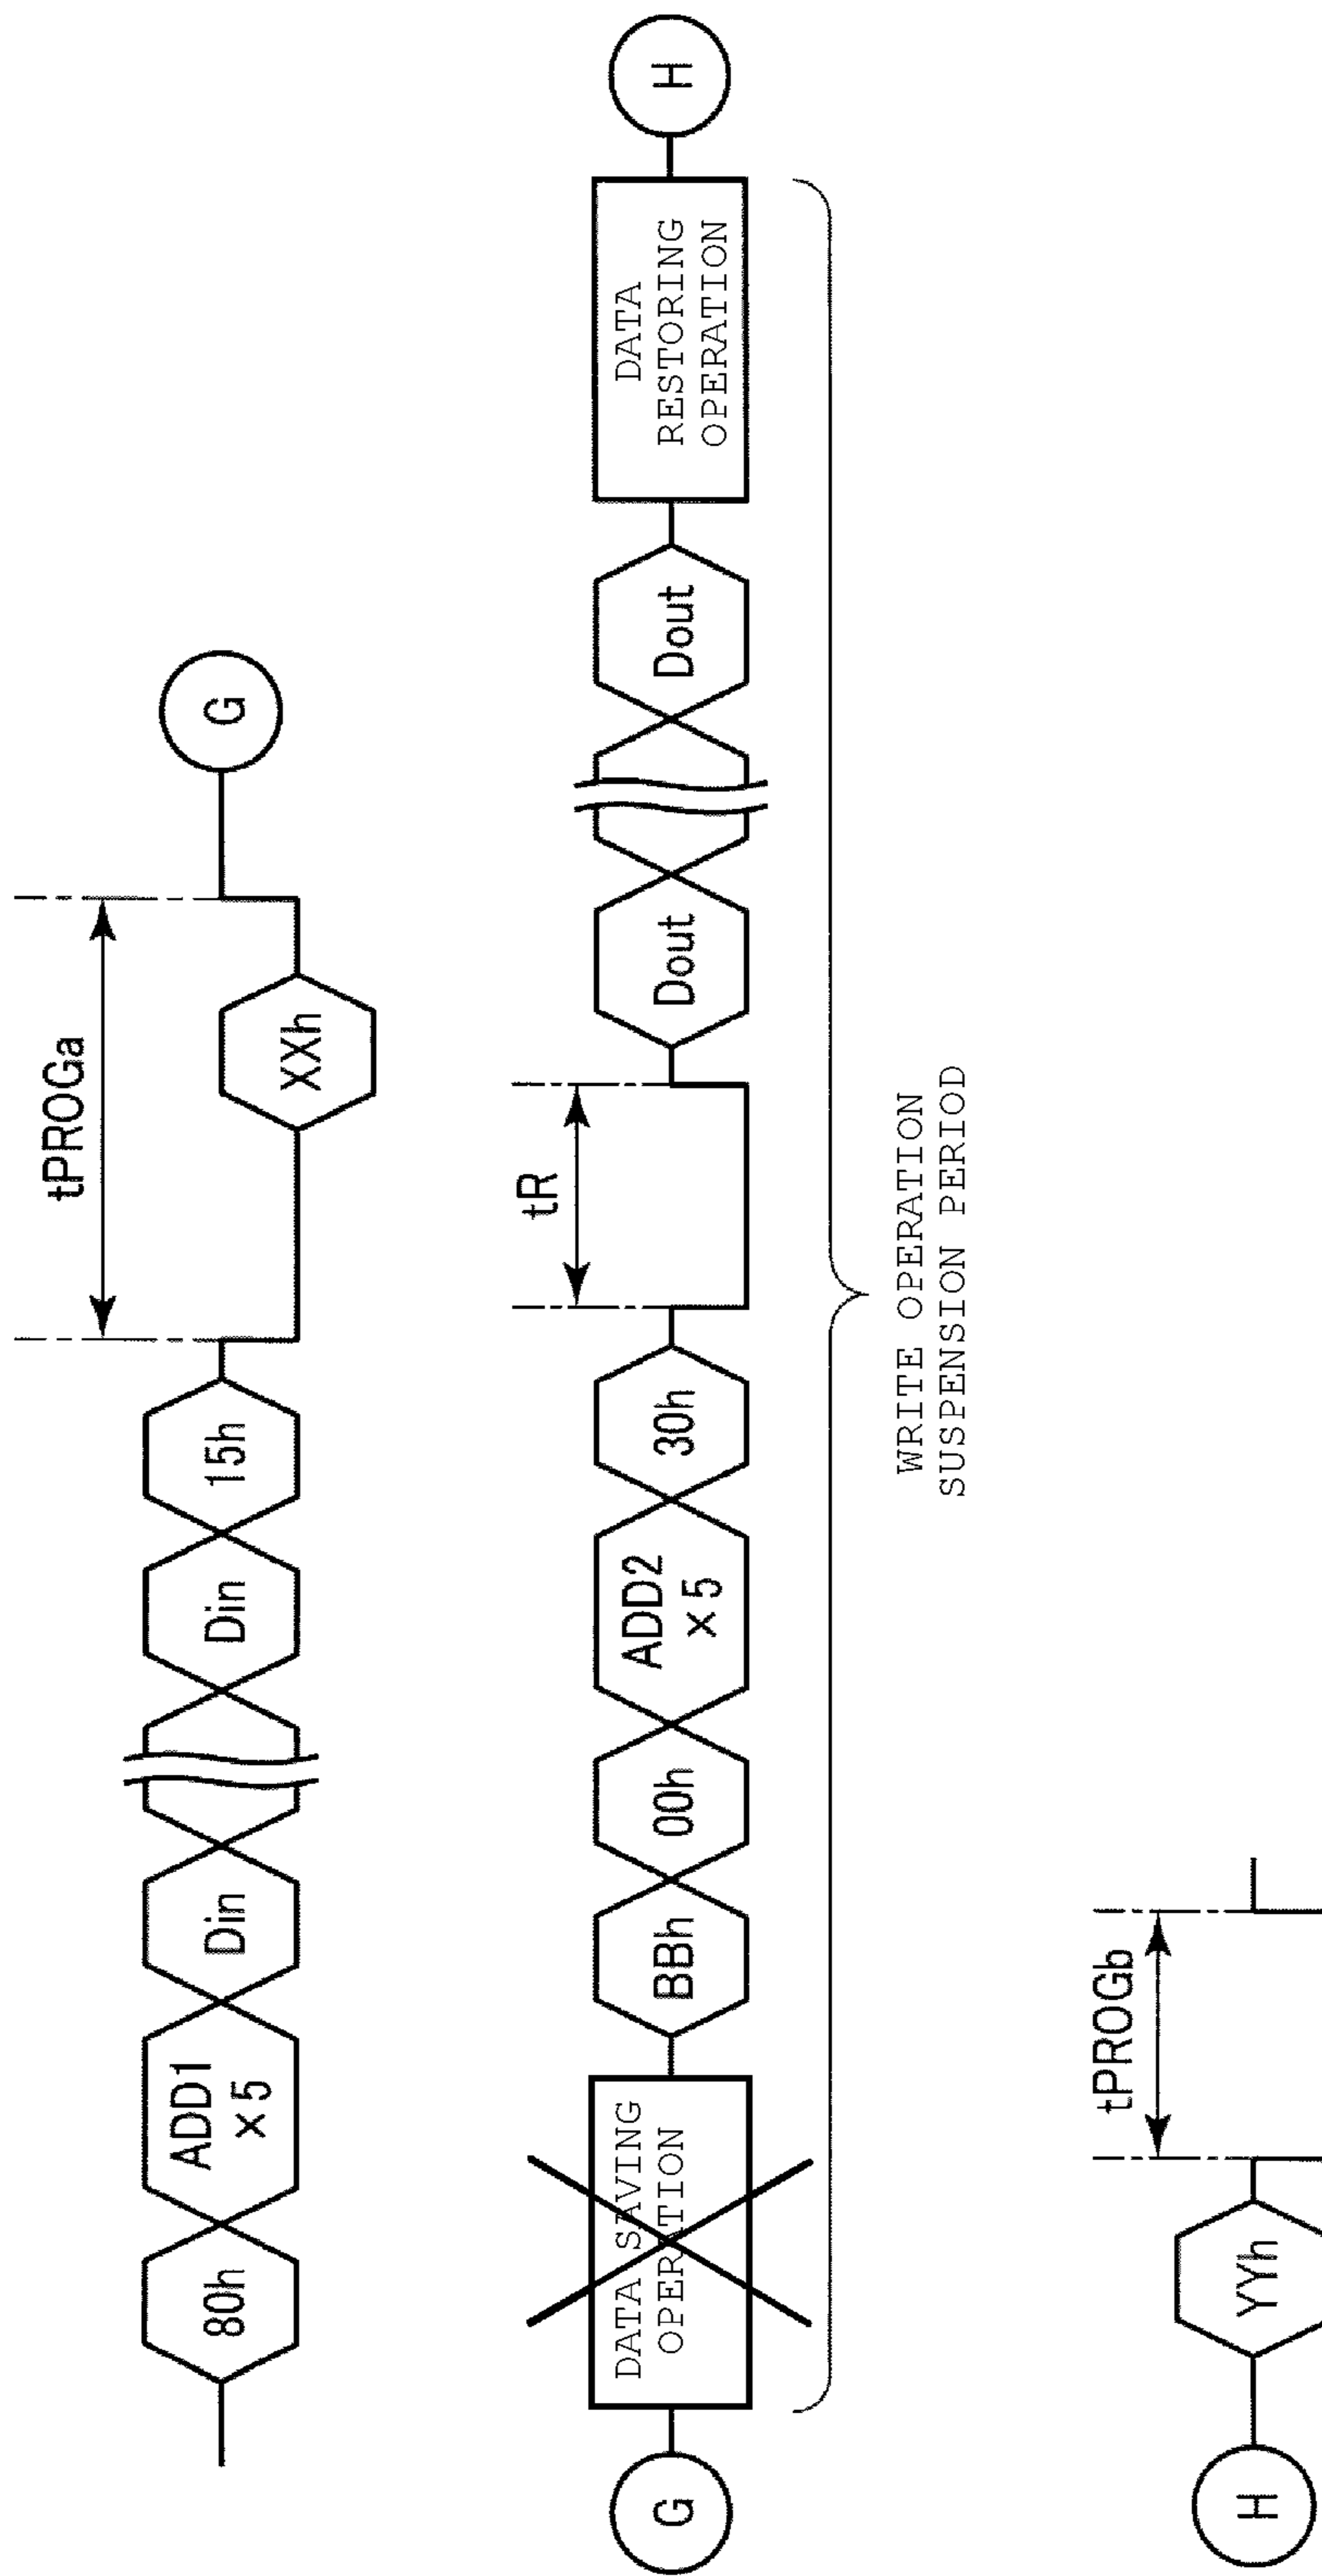 tPROGa
80h
ADD1
×5
Din
Din
15h
XXh
G
tR
G
DATA SAVING
OPERATION
BBh
00h
ADD2
×5
30h
Dout
Dout
DATA
RESTORING
OPERATION
H
WRITE OPERATION
SUSPENSION PERIOD
tPROGb
H
YYh